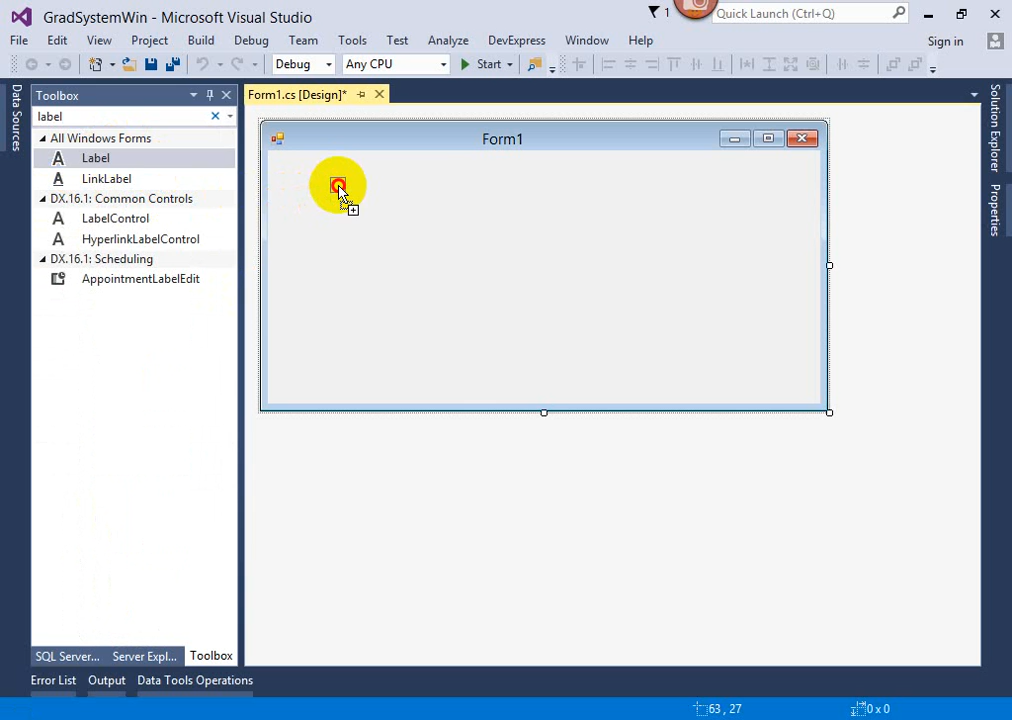 GradSystemWin - Microsoft Visual Studio
1
Quick Launch (Ctrl+Q)
File Edit View Project Build Debug Team Tools Test Analyze DevExpress Window Help
Sign in
Debug Any CPU Start
Data Sources
Toolbox
Form1.cs [Design]*
label
All Windows Forms
Label
LinkLabel
DX.16.1: Common Controls
LabelControl
HyperlinkLabelControl
DX.16.1: Scheduling
AppointmentLabelEdit
Form1
Solution Explorer
Properties
SQL Server... Server Expl... Toolbox
Error List Output Data Tools Operations
63 , 27
0 x 0